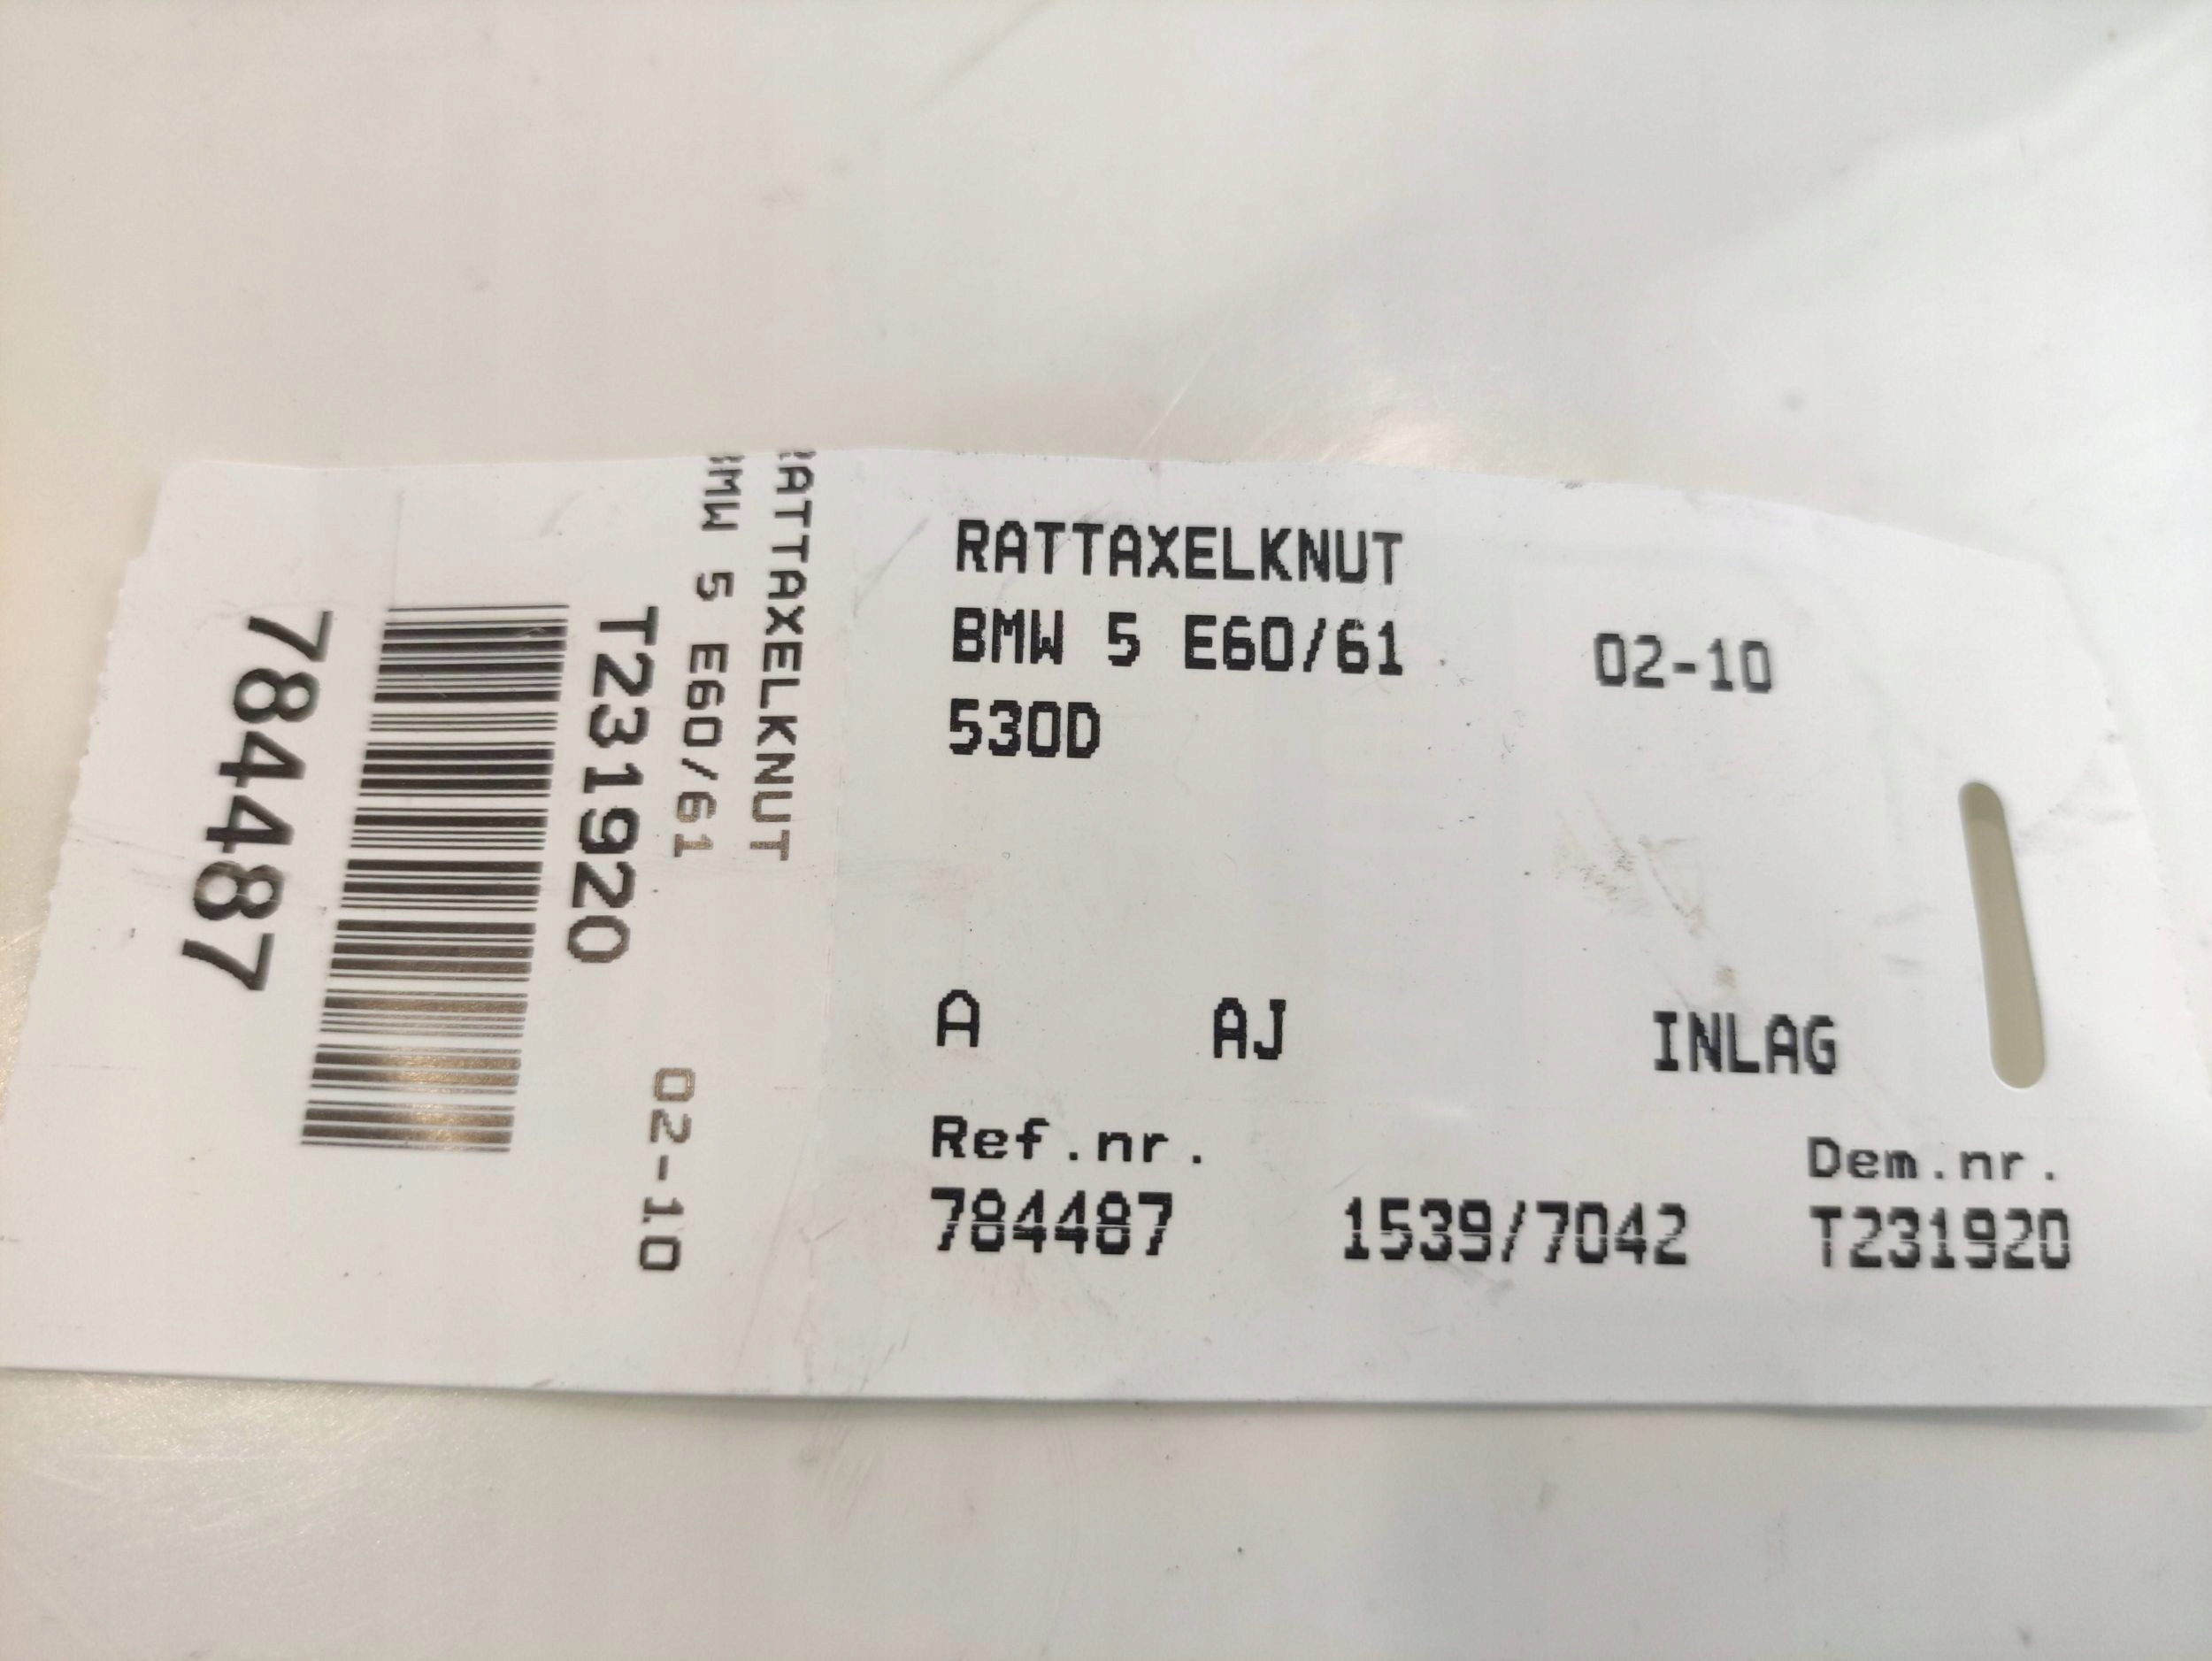 RATTAXELKNUT
BMW 5 E60/61 02-10
530D
A AJ INLAG
Ref.nr. Dem.nr.
784487 1539/7042 T231920
RATTAXELKNUT
BMW 5 E60/61 02-10
T231920
784487